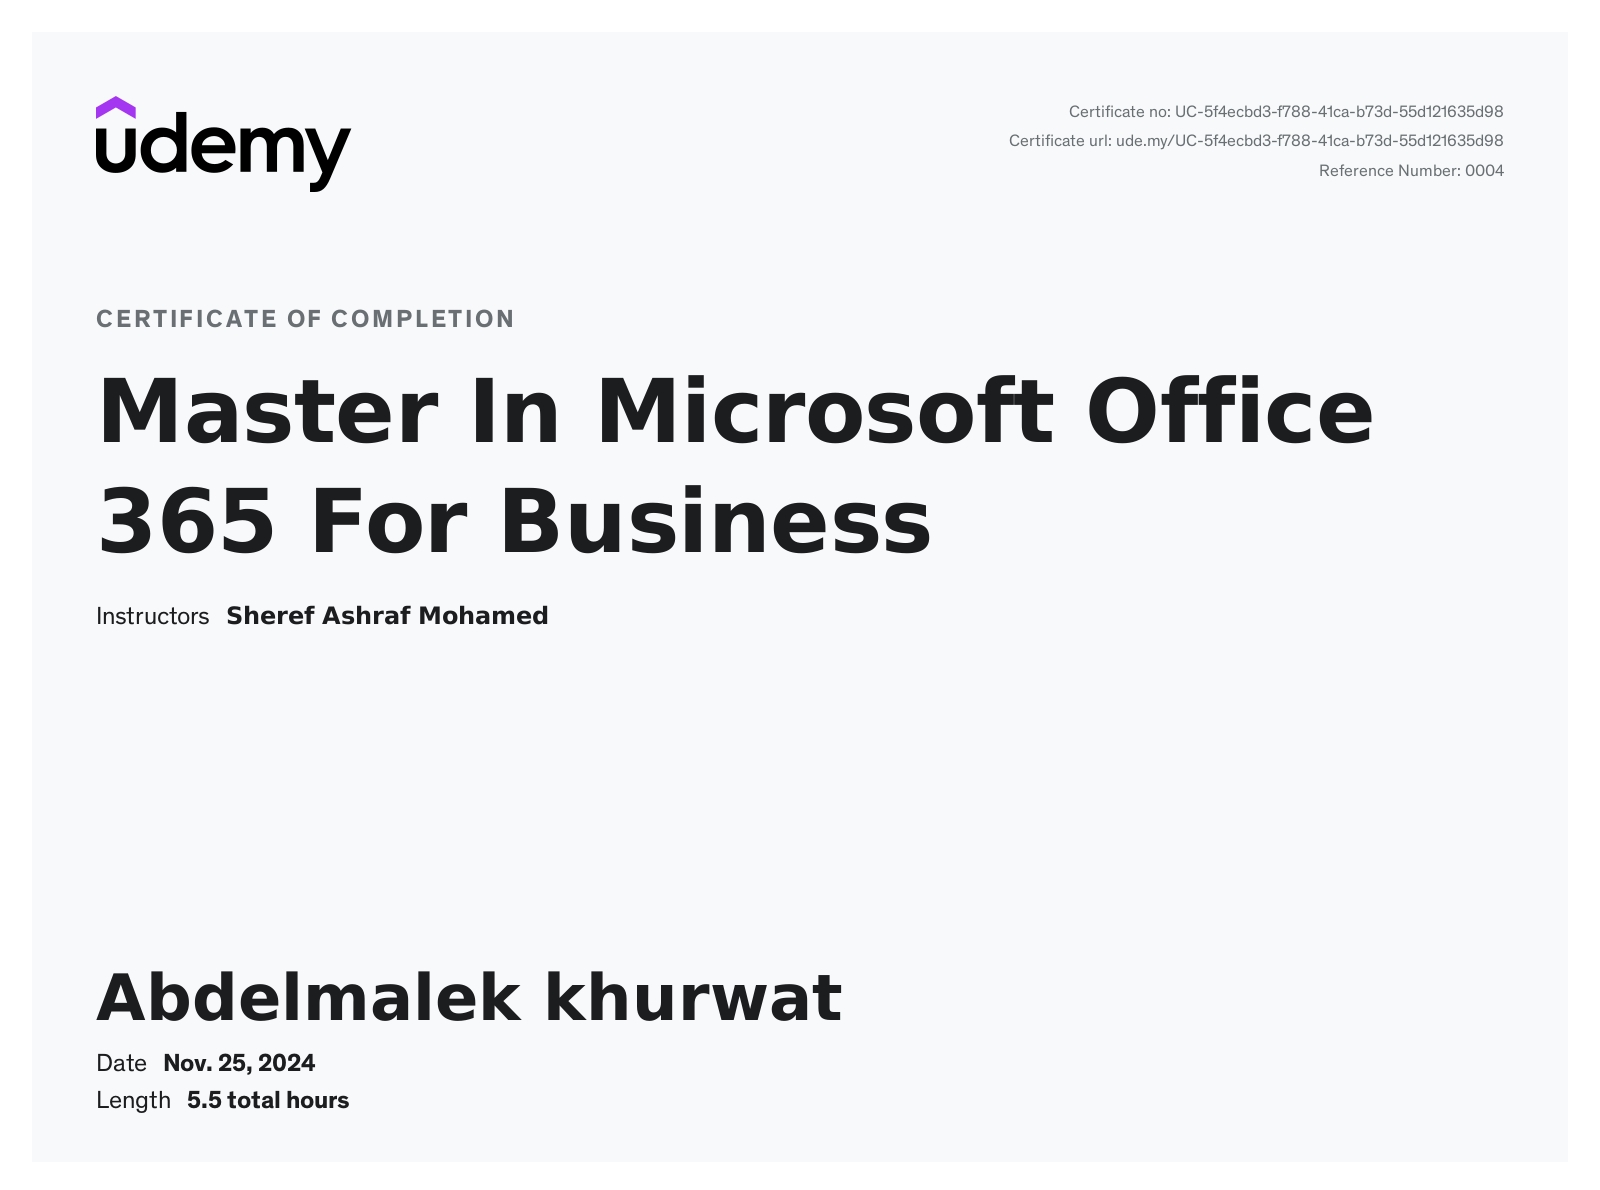 udemy
Certificate no: UC-5f4ecbd3-f788-41ca-b73d-55d121635d98
Certificate url: ude.my/UC-5f4ecbd3-f788-41ca-b73d-55d121635d98
Reference Number: 0004
CERTIFICATE OF COMPLETION
Master In Microsoft Office
365 For Business
Instructors Sheref Ashraf Mohamed
Abdelmalek khurwat
Date Nov. 25, 2024
Length 5.5 total hours